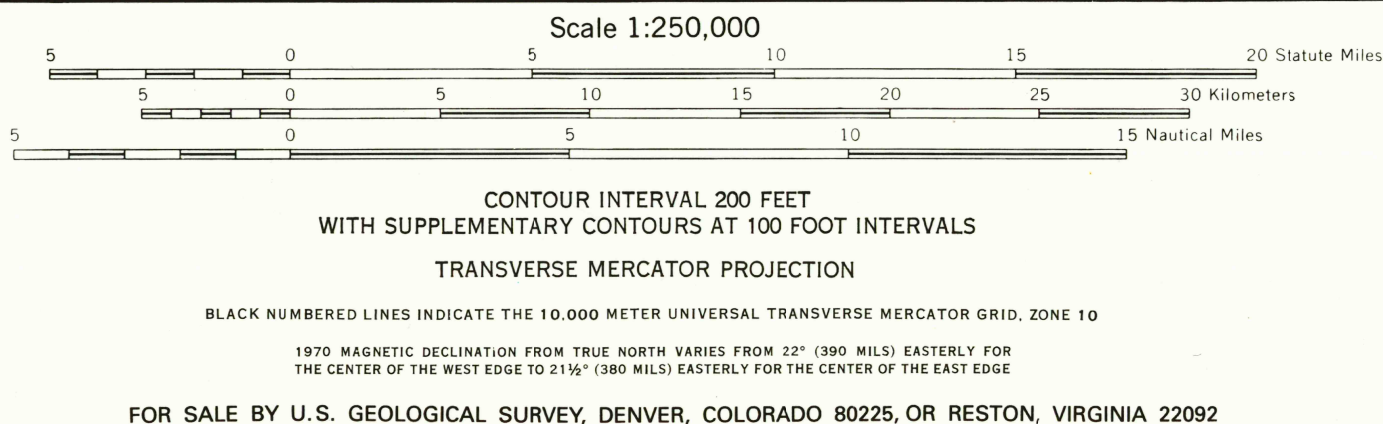 Scale 1:250,000
5 0 5 10 15 20 Statute Miles
5 0 5 10 15 20 25 30 Kilometers
5 0 5 10 15 Nautical Miles
CONTOUR INTERVAL 200 FEET
WITH SUPPLEMENTARY CONTOURS AT 100 FOOT INTERVALS
TRANSVERSE MERCATOR PROJECTION
BLACK NUMBERED LINES INDICATE THE 10,000 METER UNIVERSAL TRANSVERSE MERCATOR GRID, ZONE 10
1970 MAGNETIC DECLINATION FROM TRUE NORTH VARIES FROM 22° (390 MILS) EASTERLY FOR
THE CENTER OF THE WEST EDGE TO 21½° (380 MILS) EASTERLY FOR THE CENTER OF THE EAST EDGE
FOR SALE BY U.S. GEOLOGICAL SURVEY, DENVER, COLORADO 80225, OR RESTON, VIRGINIA 22092